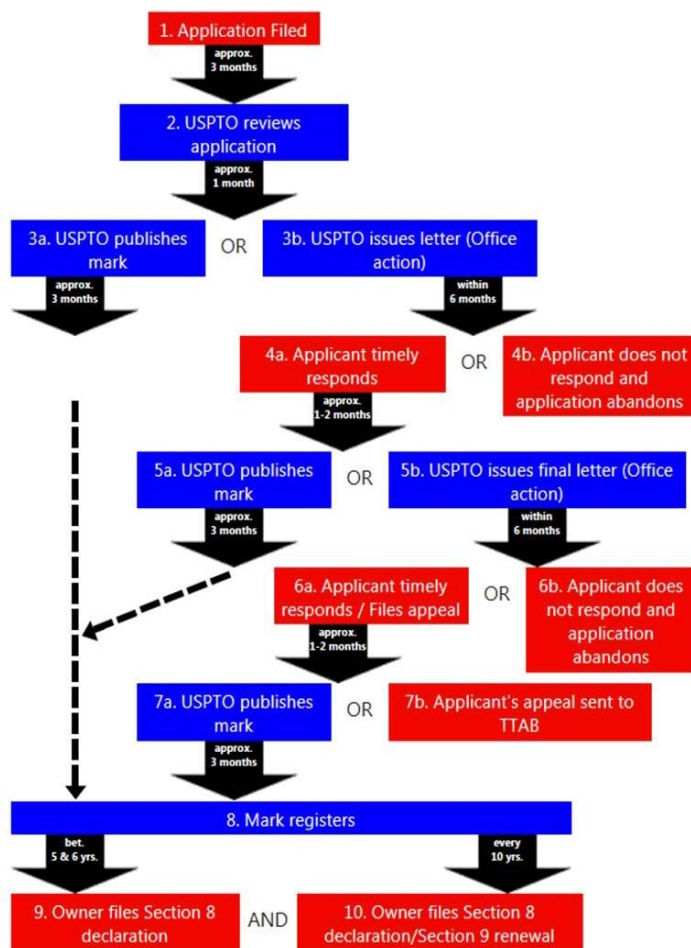 1. Application Filed
approx.
3 months
2. USPTO reviews
application
approx.
1 month
3a. USPTO publishes
mark
OR
3b. USPTO issues letter (Office
action)
approx.
3 months
within
6 months
4a. Applicant timely
responds
OR
4b. Applicant does not
respond and
application abandons
approx.
1-2 months
5a. USPTO publishes
mark
OR
5b. USPTO issues final letter (Office
action)
approx.
3 months
within
6 months
6a. Applicant timely
responds / Files appeal
OR
6b. Applicant does
not respond and
application
abandons
approx.
1-2 months
7a. USPTO publishes
mark
OR
7b. Applicant's appeal sent to
TTAB
approx.
3 months
8. Mark registers
bet.
5 & 6 yrs.
every
10 yrs.
9. Owner files Section 8
declaration
AND
10. Owner files Section 8
declaration/Section 9 renewal